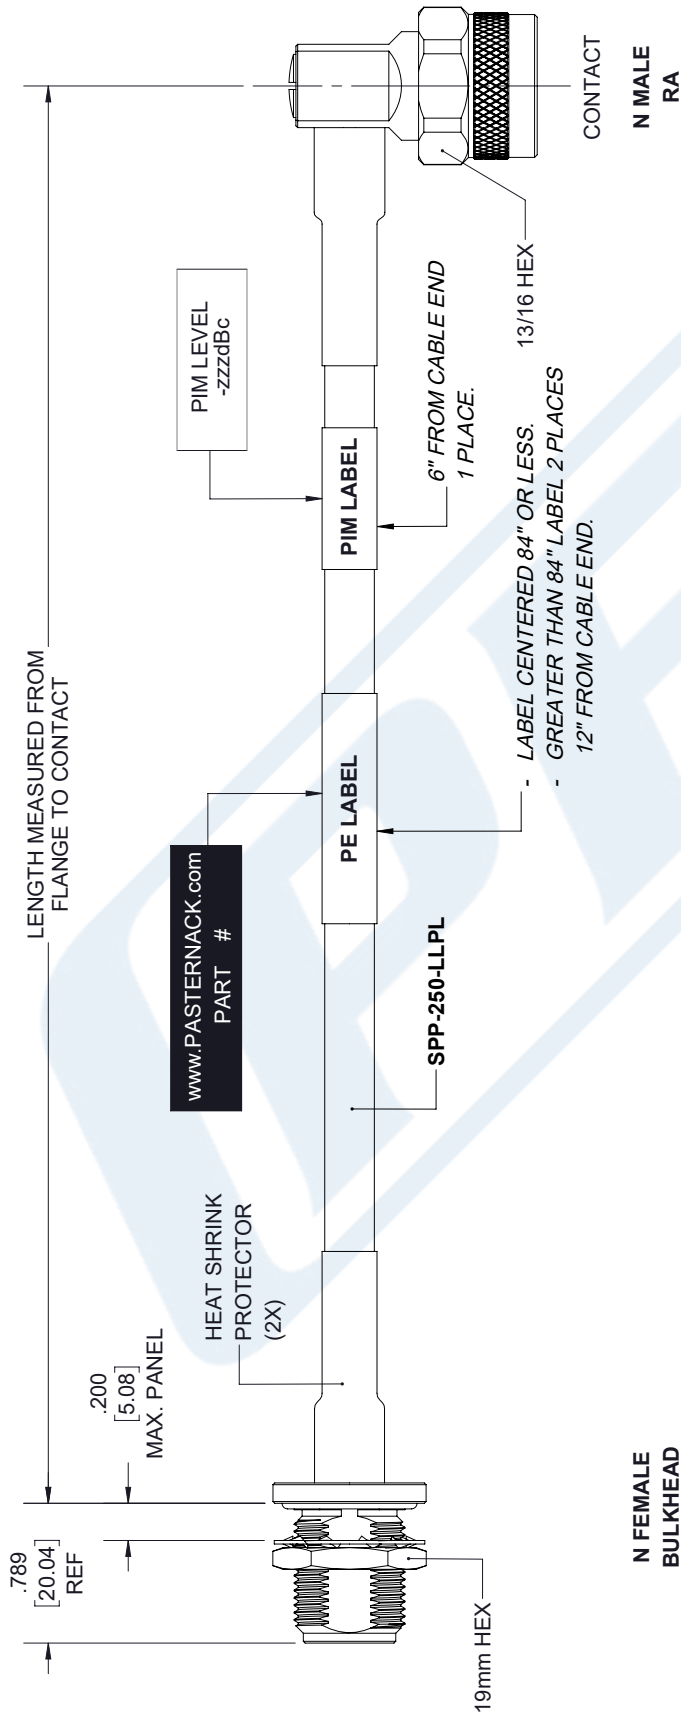 LENGTH MEASURED FROM
FLANGE TO CONTACT
.789
[20.04]
REF
.200
[5.08]
MAX. PANEL
HEAT SHRINK
PROTECTOR
(2X)
www.PASTERNACK.com
PART #
PIM LEVEL
-zzzdBc
PE LABEL
PIM LABEL
19mm HEX
SPP-250-LLPL
6" FROM CABLE END
1 PLACE.
- LABEL CENTERED 84" OR LESS.
- GREATER THAN 84" LABEL 2 PLACES
12" FROM CABLE END.
13/16 HEX
CONTACT
N FEMALE
BULKHEAD
N MALE
RA